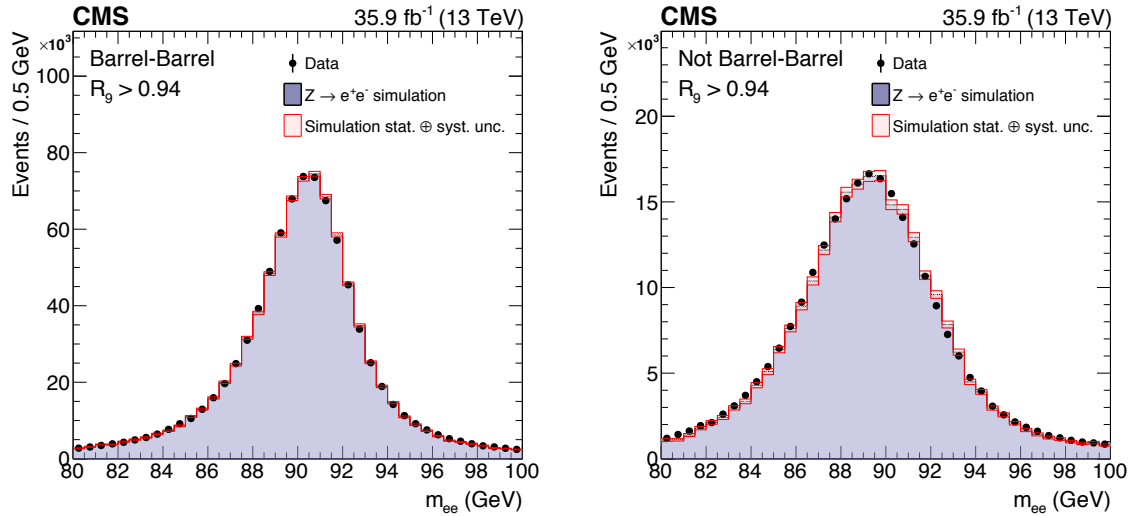 CMS
35.9 fb⁻¹ (13 TeV)
×10³
Barrel-Barrel
R₉ > 0.94
Data
Z → e⁺e⁻ simulation
Simulation stat. ⊕ syst. unc.
Events / 0.5 GeV
100
80
60
40
20
0
80 82 84 86 88 90 92 94 96 98 100
mₑₑ (GeV)
CMS
35.9 fb⁻¹ (13 TeV)
×10³
Not Barrel-Barrel
R₉ > 0.94
Data
Z → e⁺e⁻ simulation
Simulation stat. ⊕ syst. unc.
Events / 0.5 GeV
20
15
10
5
0
80 82 84 86 88 90 92 94 96 98 100
mₑₑ (GeV)